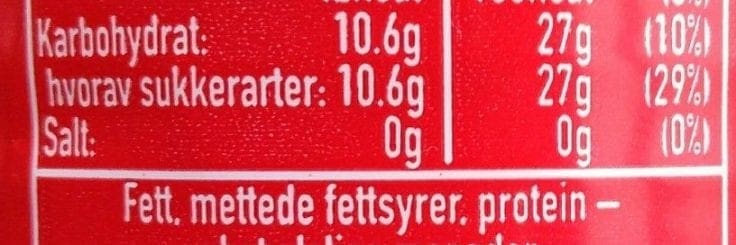 Karbohydrat: 10.6g 27g (10%)
hvorav sukkerarter: 10.6g 27g (29%)
Salt: 0g 0g (0%)
Fett, mettede fettsyrer, protein –